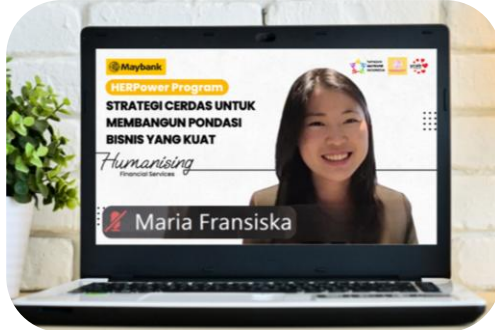 Maybank
HERPower Program
STRATEGI CERDAS UNTUK
MEMBANGUN PONDASI
BISNIS YANG KUAT
Humanising
Financial Services
Maria Fransiska